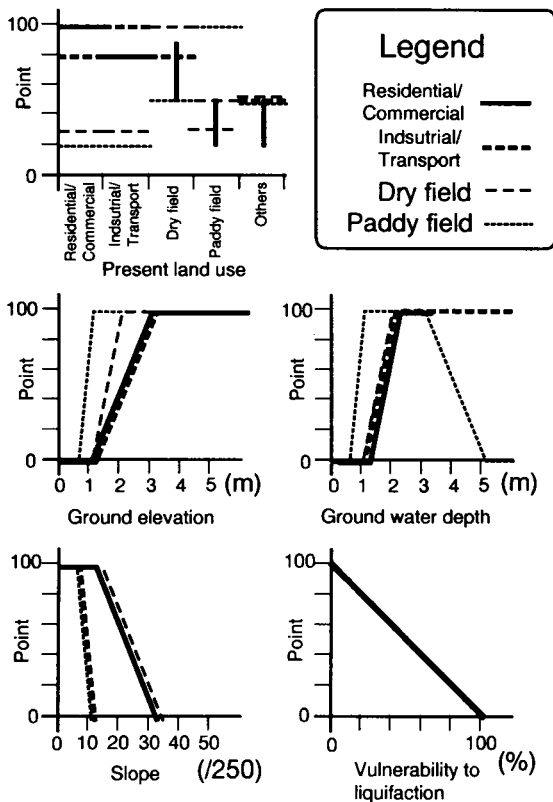 100
Point
0
Residential/
Commercial
Indsutrial/
Transport
Dry field
Paddy field
Others
Present land use
Legend
Residential/
Commercial
Indsutrial/
Transport
Dry field
Paddy field
100
Point
0
0 1 2 3 4 5 (m)
Ground elevation
100
Point
0
0 1 2 3 4 5 (m)
Ground water depth
100
Point
0
0 10 20 30 40 50
(/250)
Slope
100
Point
0
0 100 (%)
Vulnerability to
liquifaction